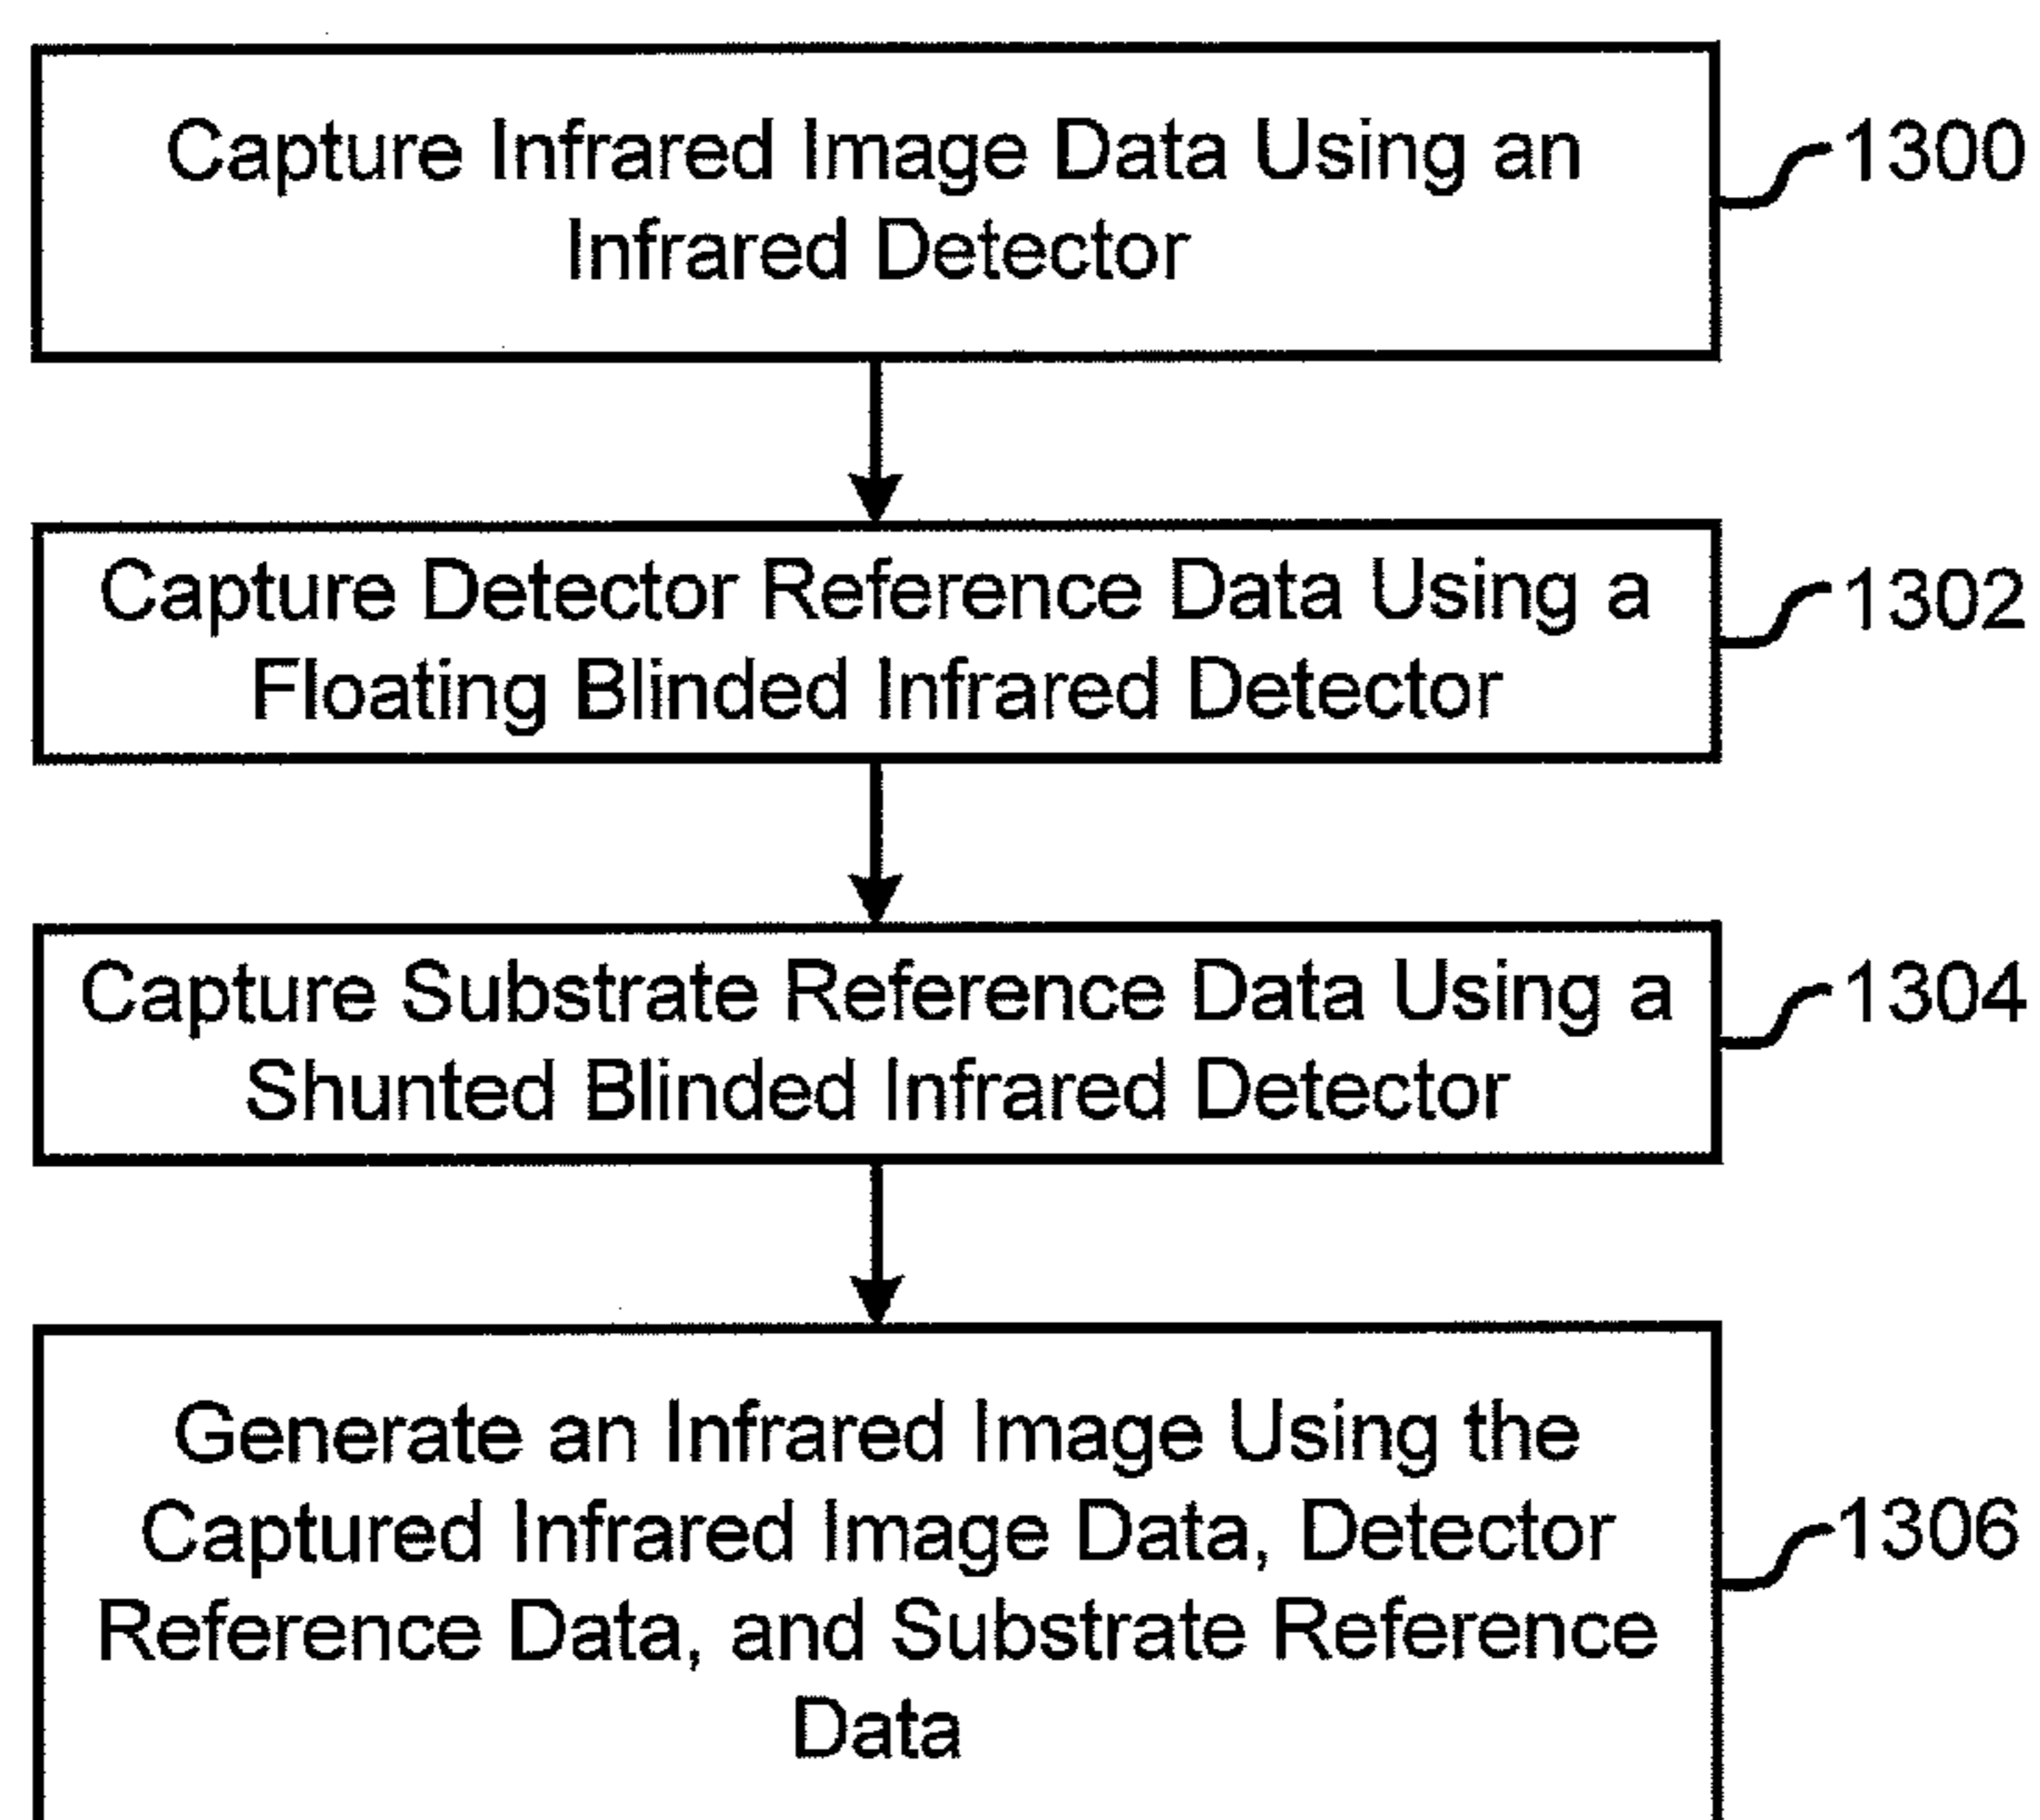 Capture Infrared Image Data Using an
Infrared Detector
1300
Capture Detector Reference Data Using a
Floating Blinded Infrared Detector
1302
Capture Substrate Reference Data Using a
Shunted Blinded Infrared Detector
1304
Generate an Infrared Image Using the
Captured Infrared Image Data, Detector
Reference Data, and Substrate Reference
Data
1306